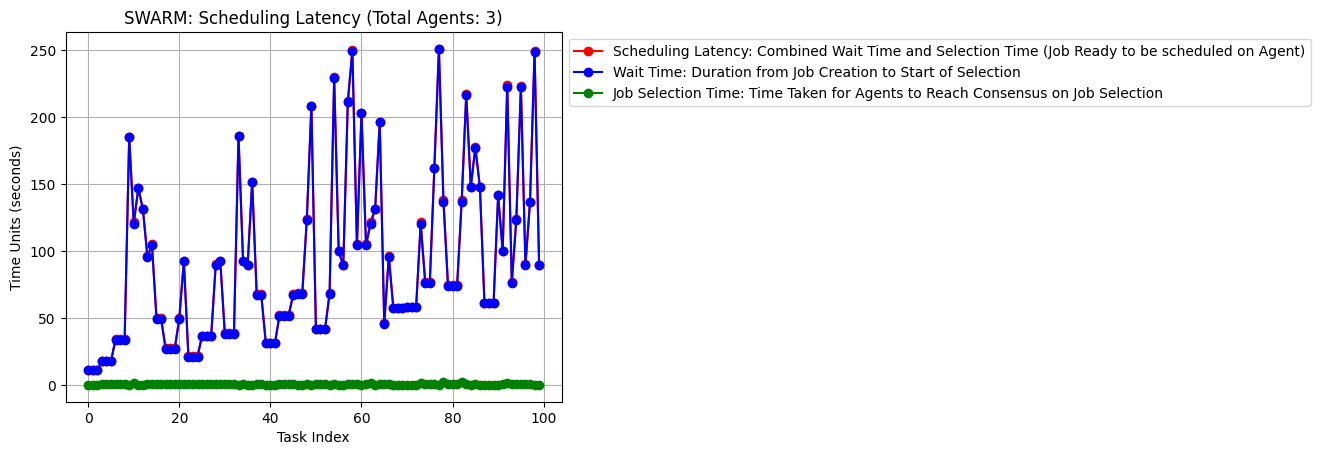 SWARM: Scheduling Latency (Total Agents: 3)
Scheduling Latency: Combined Wait Time and Selection Time (Job Ready to be scheduled on Agent)
Wait Time: Duration from Job Creation to Start of Selection
Job Selection Time: Time Taken for Agents to Reach Consensus on Job Selection
Time Units (seconds)
250
200
150
100
50
0
0 20 40 60 80 100
Task Index